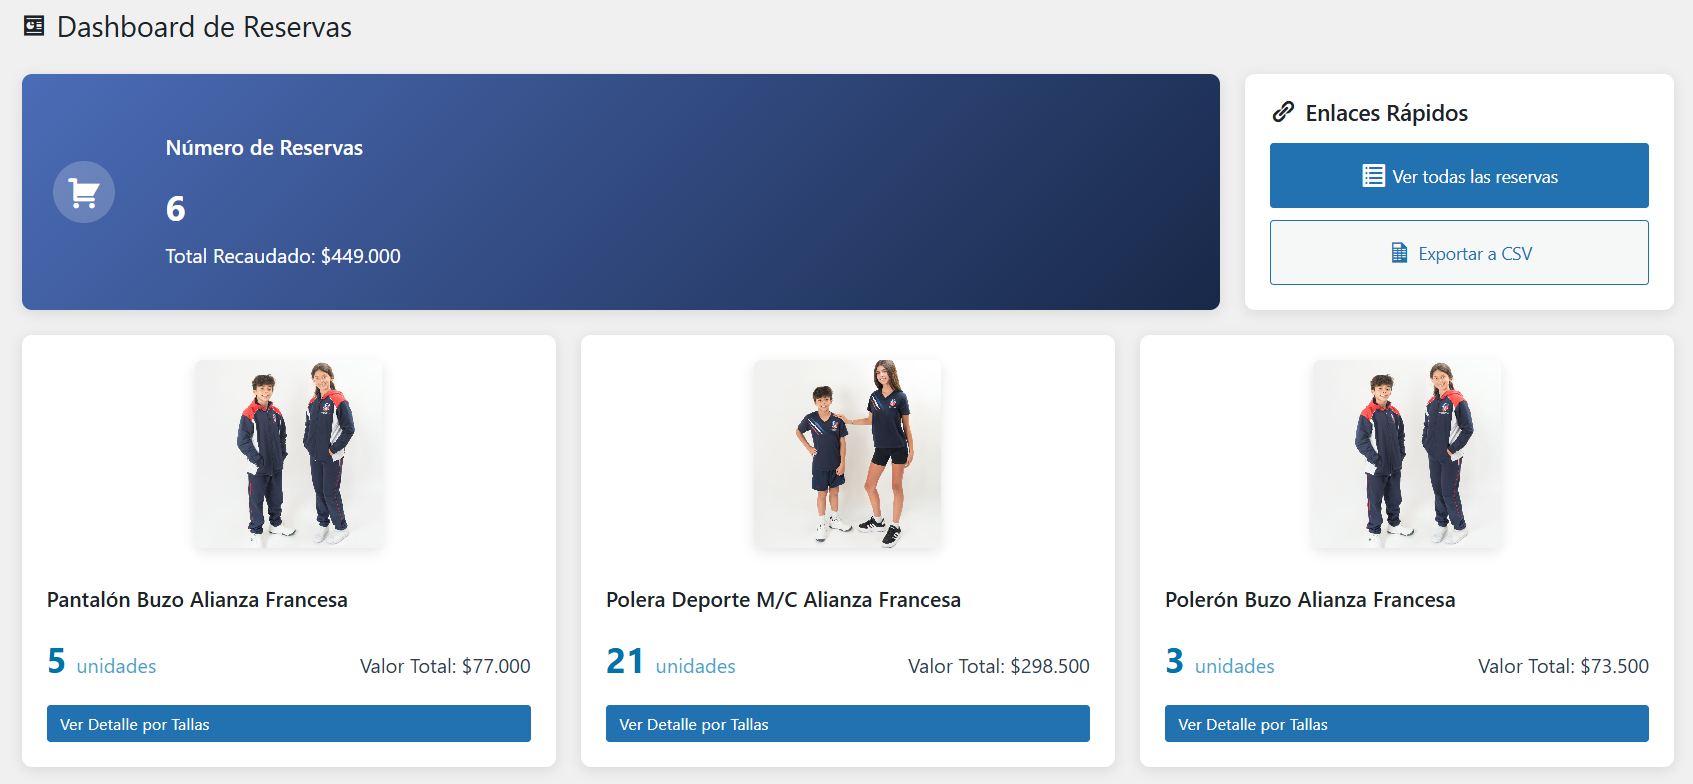 Dashboard de Reservas
Número de Reservas
6
Total Recaudado: $449.000
Enlaces Rápidos
Ver todas las reservas
Exportar a CSV
Pantalón Buzo Alianza Francesa
5 unidades
Valor Total: $77.000
Ver Detalle por Tallas
Polera Deporte M/C Alianza Francesa
21 unidades
Valor Total: $298.500
Ver Detalle por Tallas
Polerón Buzo Alianza Francesa
3 unidades
Valor Total: $73.500
Ver Detalle por Tallas